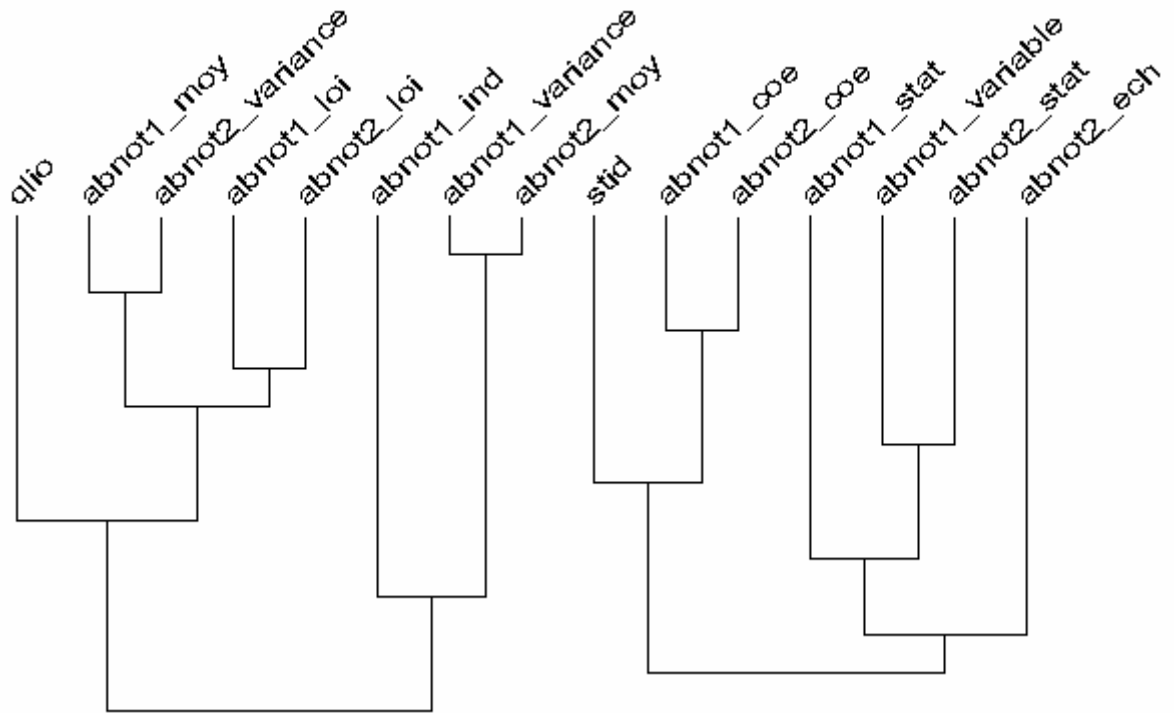 qlio
abnot1_moy
abnot2_variance
abnot1_loi
abnot2_loi
abnot1_ind
abnot1_variance
abnot2_moy
stid
abnot1_coe
abnot2_coe
abnot1_stat
abnot1_variable
abnot2_stat
abnot2_ech